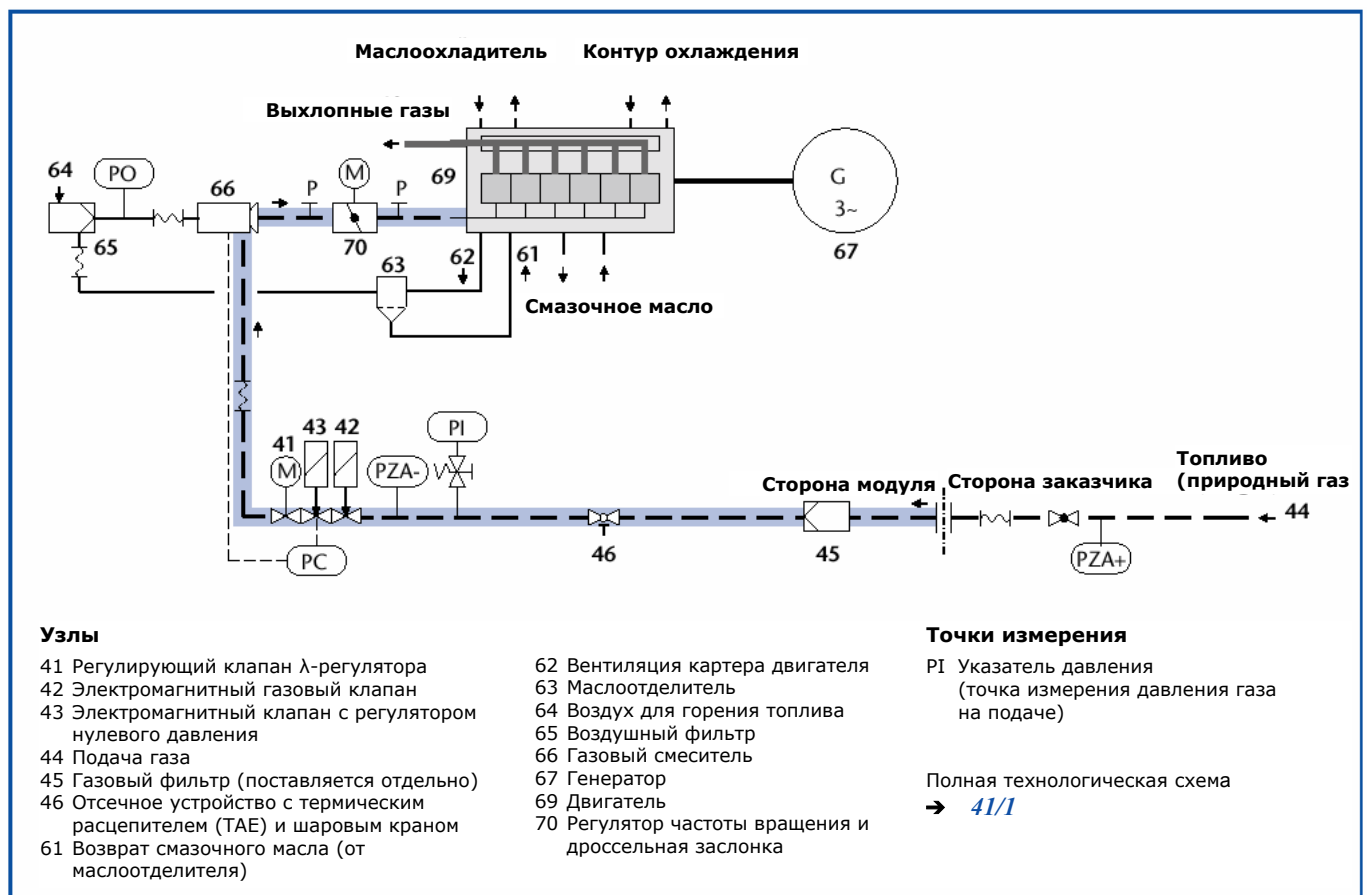 Маслоохладитель Контур охлаждения
Выхлопные газы
64
PO
66
P
M
P
69
G
3~
65
70
62
63
61
67
Смазочное масло
41
43
42
PI
M
PZA-
Топливо
(природный газ
Сторона модуля
Сторона заказчика
44
46
45
PC
PZA+
Узлы
41 Регулирующий клапан λ-регулятора
42 Электромагнитный газовый клапан
43 Электромагнитный клапан с регулятором
нулевого давления
44 Подача газа
45 Газовый фильтр (поставляется отдельно)
46 Отсечное устройство с термическим
расцепителем (TAE) и шаровым краном
61 Возврат смазочного масла (от
маслоотделителя)
62 Вентиляция картера двигателя
63 Маслоотделитель
64 Воздух для горения топлива
65 Воздушный фильтр
66 Газовый смеситель
67 Генератор
69 Двигатель
70 Регулятор частоты вращения и
дроссельная заслонка
Точки измерения
PI Указатель давления
(точка измерения давления газа
на подаче)
Полная технологическая схема
➔ 41/1